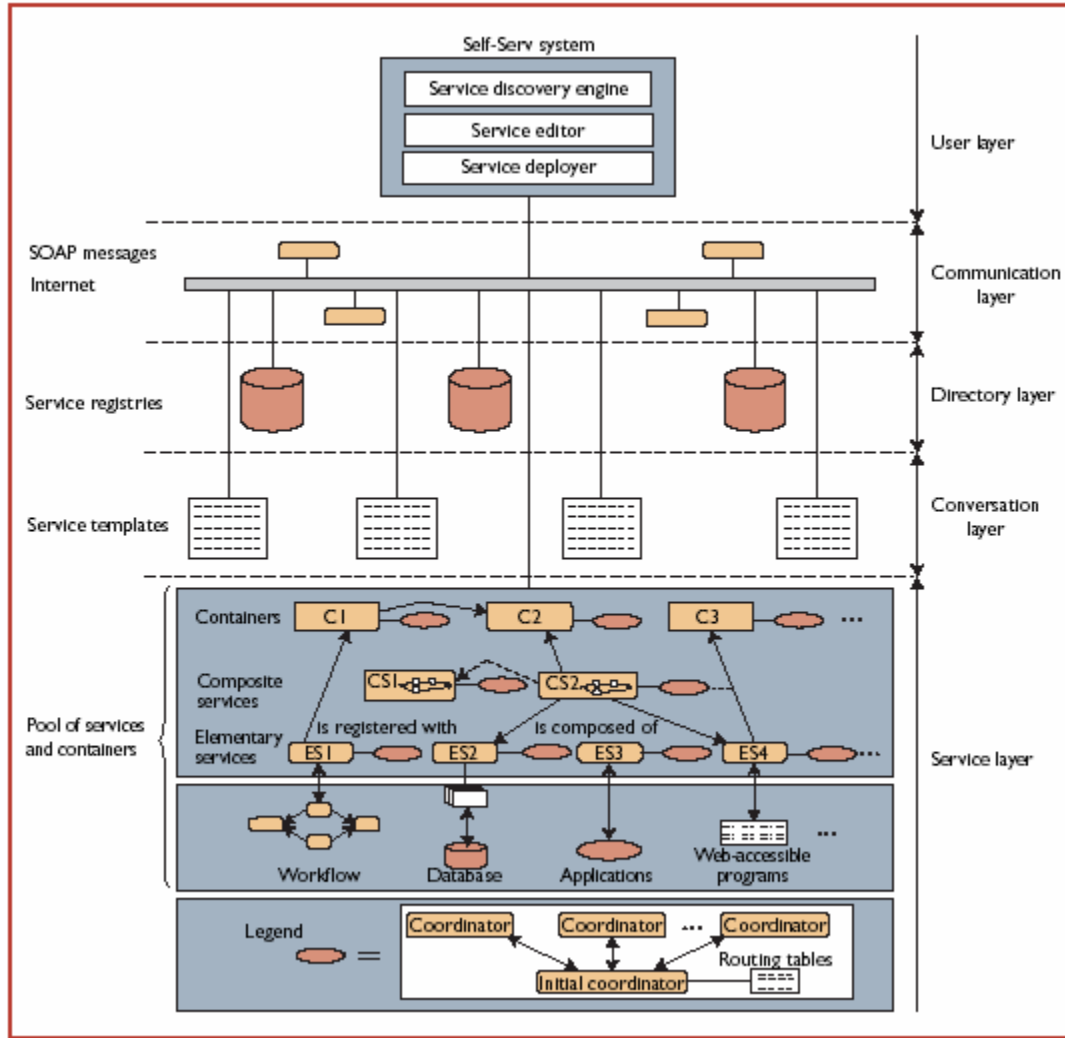 Self-Serv system
Service discovery engine
Service editor
Service deployer
User layer
SOAP messages
Internet
Communication
layer
Service registries
Directory layer
Service templates
Conversation
layer
Containers
C1
C2
C3
...
Composite
services
CS1
CS2
Pool of services
and containers
is registered with
is composed of
Elementary
services
ES1
ES2
ES3
ES4
...
Service layer
Workflow
Database
Applications
Web-accessible
programs
...
Legend
=
Coordinator
Coordinator
...
Coordinator
Routing tables
Initial coordinator